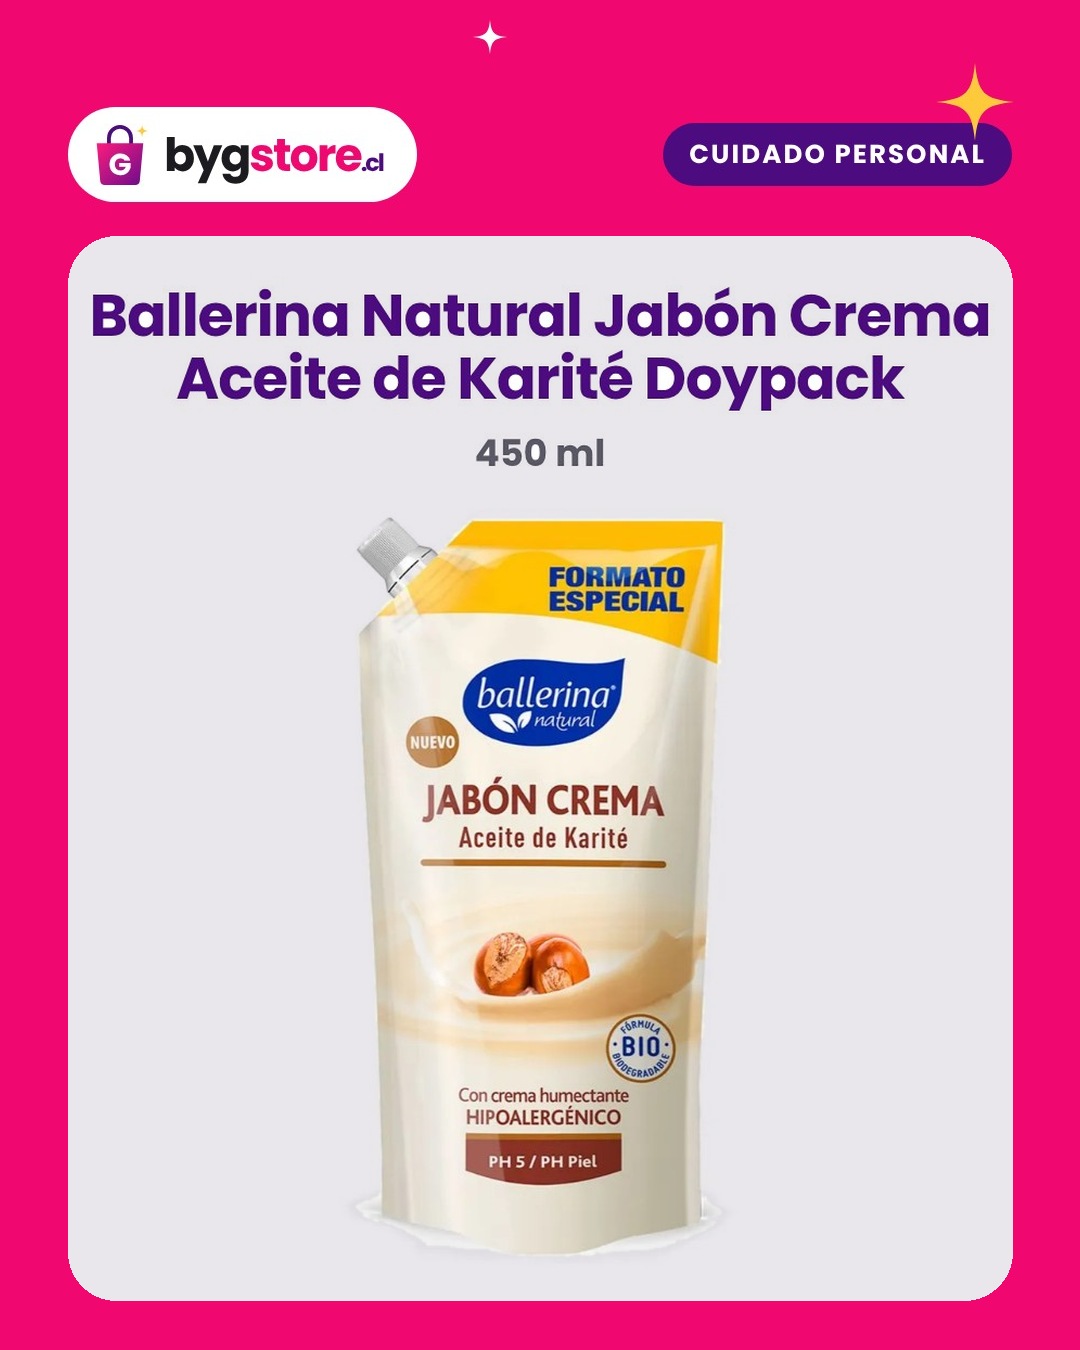 G bygstore.cl
CUIDADO PERSONAL
Ballerina Natural Jabón Crema
Aceite de Karité Doypack
450 ml
FORMATO
ESPECIAL
ballerina®
natural
NUEVO
JABÓN CREMA
Aceite de Karité
FÓRMULA
BIO
BIODEGRADABLE
Con crema humectante
HIPOALERGÉNICO
PH 5 / PH Piel